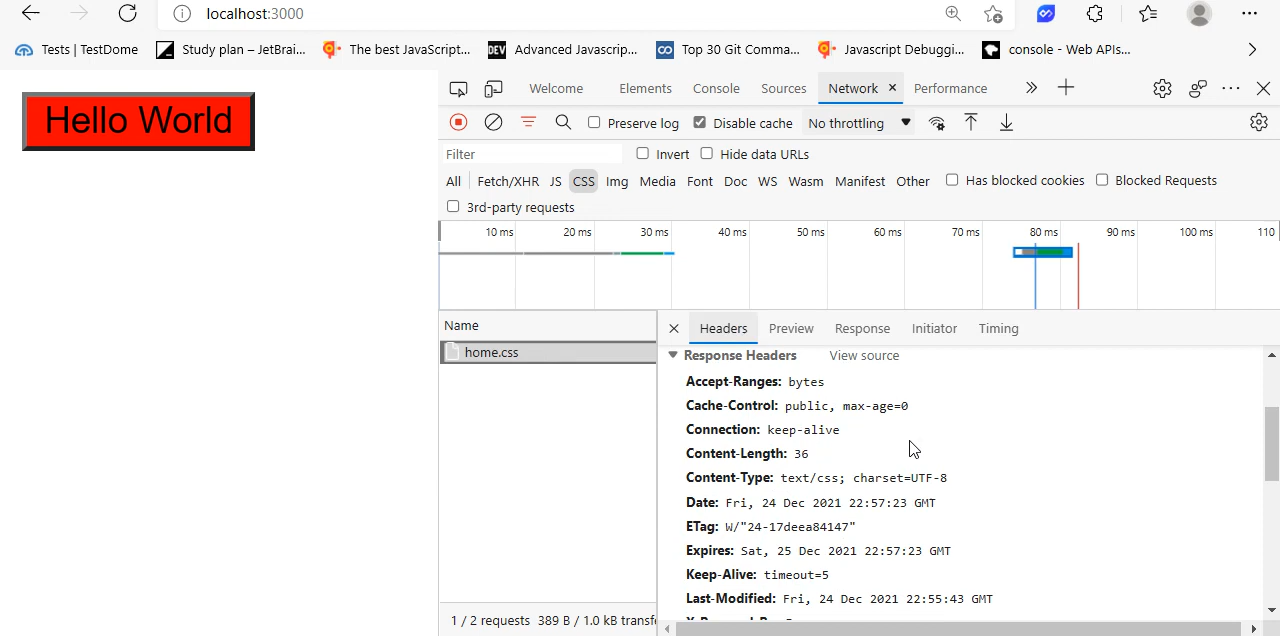 localhost:3000
Tests | TestDome Study plan – JetBrai... The best JavaScript... DEV Advanced Javascrip... Top 30 Git Comma... Javascript Debuggi... console - Web APIs...
Hello World
Welcome Elements Console Sources Network Performance
Preserve log Disable cache No throttling
Filter Invert Hide data URLs
All Fetch/XHR JS CSS Img Media Font Doc WS Wasm Manifest Other Has blocked cookies Blocked Requests
3rd-party requests
10 ms 20 ms 30 ms 40 ms 50 ms 60 ms 70 ms 80 ms 90 ms 100 ms 110
Name Headers Preview Response Initiator Timing
home.css
Response Headers View source
Accept-Ranges: bytes
Cache-Control: public, max-age=0
Connection: keep-alive
Content-Length: 36
Content-Type: text/css; charset=UTF-8
Date: Fri, 24 Dec 2021 22:57:23 GMT
ETag: W/"24-17deea84147"
Expires: Sat, 25 Dec 2021 22:57:23 GMT
Keep-Alive: timeout=5
Last-Modified: Fri, 24 Dec 2021 22:55:43 GMT
1 / 2 requests 389 B / 1.0 kB transf